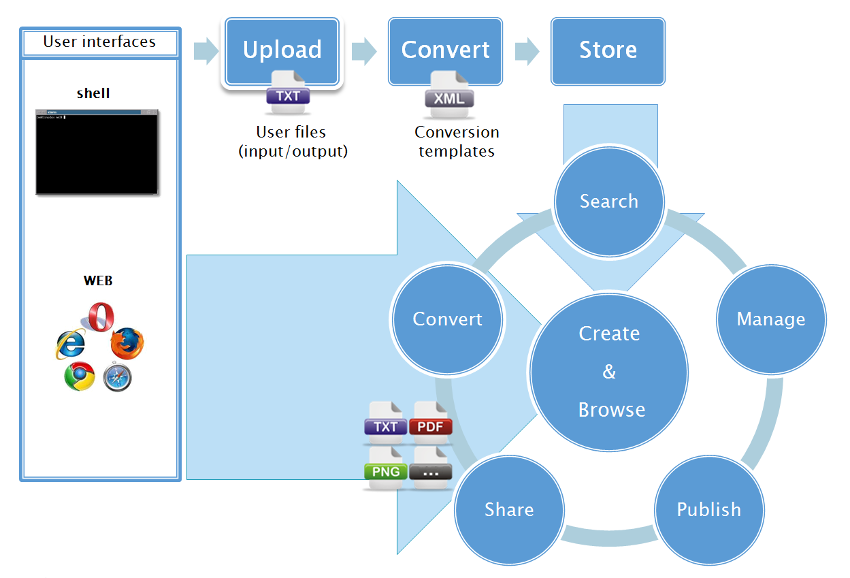 User interfaces
Upload
Convert
Store
shell
TXT
XML
User files
(input/output)
Conversion
templates
Search
WEB
Convert
Manage
Create
&
Browse
TXT
PDF
PNG
...
Share
Publish